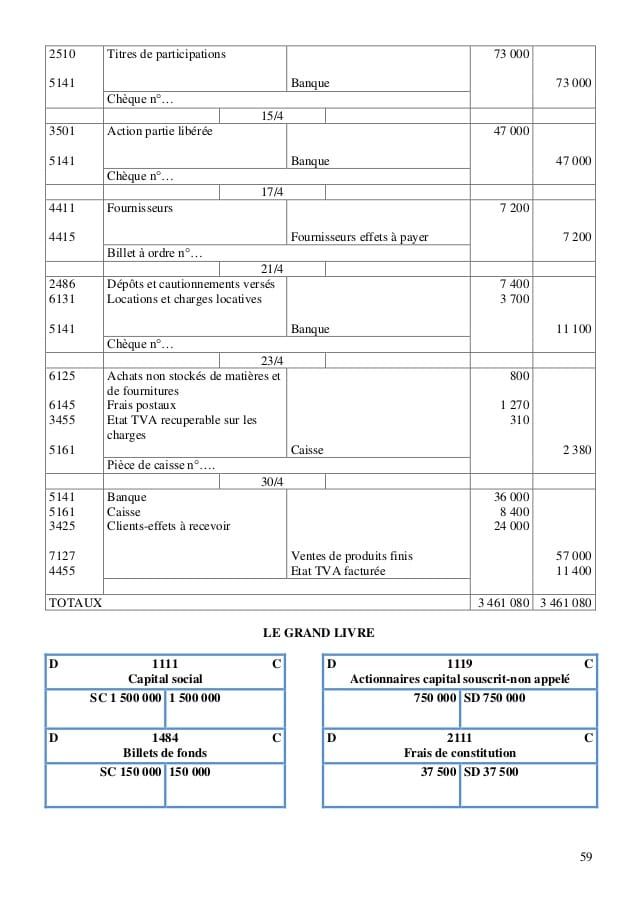 2510 Titres de participations 73 000
5141 Banque 73 000
Chèque n°…
15/4
3501 Action partie libérée 47 000
5141 Banque 47 000
Chèque n°…
17/4
4411 Fournisseurs 7 200
4415 Fournisseurs effets à payer 7 200
Billet à ordre n°…
21/4
2486 Dépôts et cautionnements versés 7 400
6131 Locations et charges locatives 3 700
5141 Banque 11 100
Chèque n°…
23/4
6125 Achats non stockés de matières et 800
de fournitures
6145 Frais postaux 1 270
3455 Etat TVA recuperable sur les 310
charges
5161 Caisse 2 380
Pièce de caisse n°….
30/4
5141 Banque 36 000
5161 Caisse 8 400
3425 Clients-effets à recevoir 24 000
7127 Ventes de produits finis 57 000
4455 Etat TVA facturée 11 400
TOTAUX 3 461 080 3 461 080
LE GRAND LIVRE
D 1111 C
Capital social
SC 1 500 000 1 500 000
D 1119 C
Actionnaires capital souscrit-non appelé
750 000 SD 750 000
D 1484 C
Billets de fonds
SC 150 000 150 000
D 2111 C
Frais de constitution
37 500 SD 37 500
59